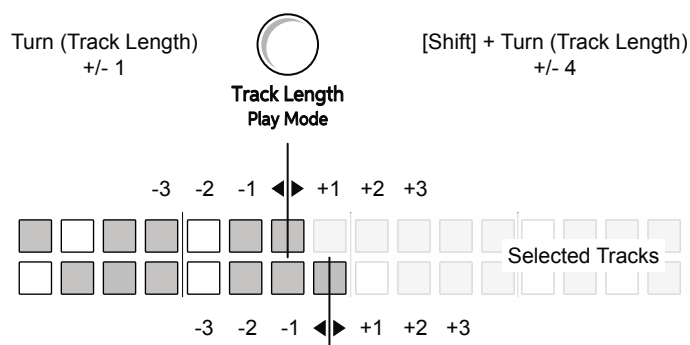 Turn (Track Length)
+/- 1
[Shift] + Turn (Track Length)
+/- 4
Track Length
Play Mode
-3 -2 -1 +1 +2 +3
Selected Tracks
-3 -2 -1 +1 +2 +3